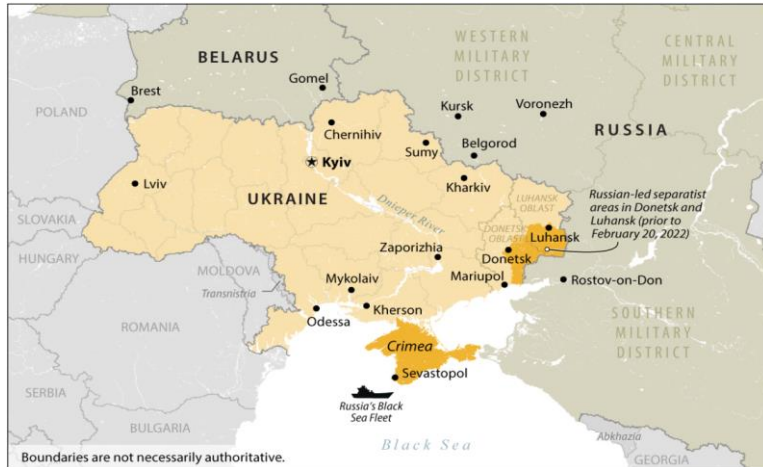 WESTERN
MILITARY
DISTRICT
CENTRAL
MILITARY
DISTRICT
BELARUS
Gomel
Brest
POLAND
Kursk
Voronezh
RUSSIA
Chernihiv
Sumy
Belgorod
Kyiv
Lviv
UKRAINE
Kharkiv
Dnieper River
LUHANSK
OBLAST
Russian-led separatist
areas in Donetsk and
Luhansk (prior to
February 20, 2022)
SLOVAKIA
HUNGARY
DONETSK
OBLAST
Luhansk
Zaporizhia
Donetsk
MOLDOVA
Transnistria
Mykolaiv
Mariupol
Rostov-on-Don
ROMANIA
Odessa
Kherson
SOUTHERN
MILITARY
DISTRICT
Crimea
SERBIA
Sevastopol
Russia's Black
Sea Fleet
BULGARIA
Black Sea
Abkhazia
GEORGIA
Boundaries are not necessarily authoritative.